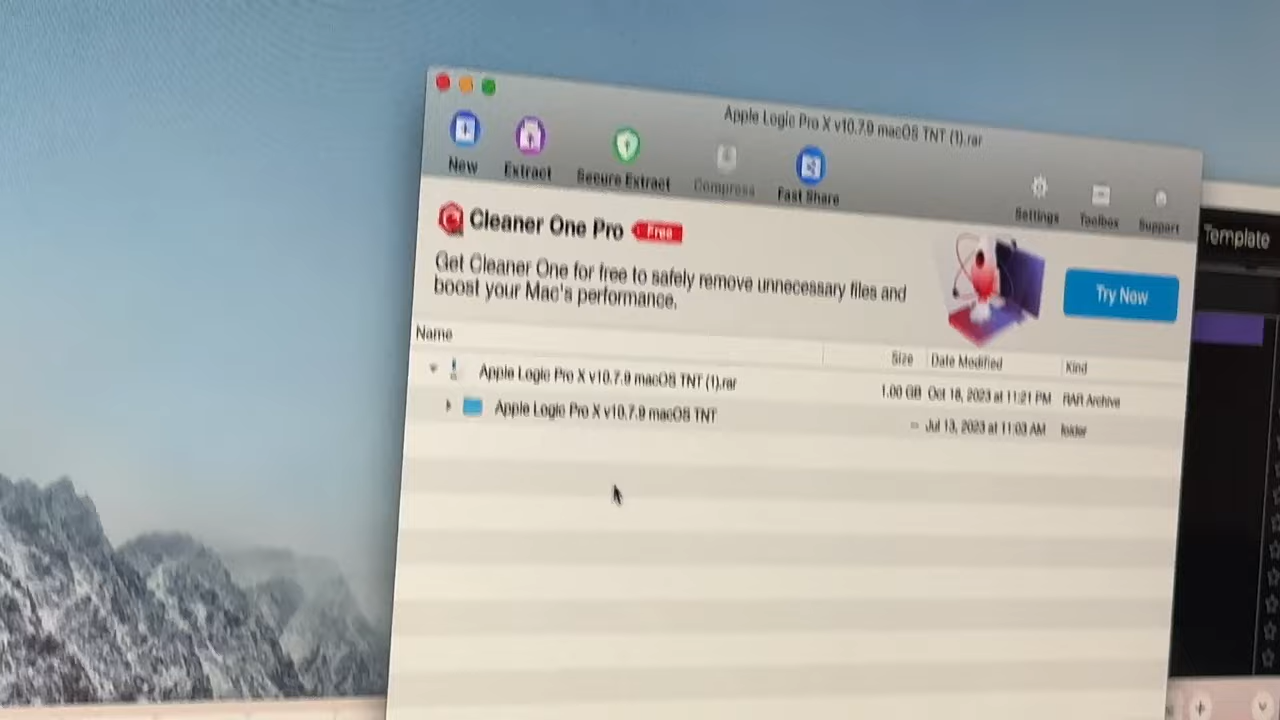 Apple Logic Pro X v10.7.9 macOS TNT (1).rar
New Extract Secure Extract Compress Fast Share Settings Toolbox Support
Template
Cleaner One Pro Free
Get Cleaner One for free to safely remove unnecessary files and
boost your Mac's performance.
Try Now
Name Size Date Modified Kind
Apple Logic Pro X v10.7.9 macOS TNT (1).rar 1.00 GB Oct 18, 2023 at 11:21 PM RAR Archive
Apple Logic Pro X v10.7.9 macOS TNT -- Jul 13, 2023 at 11:03 AM folder